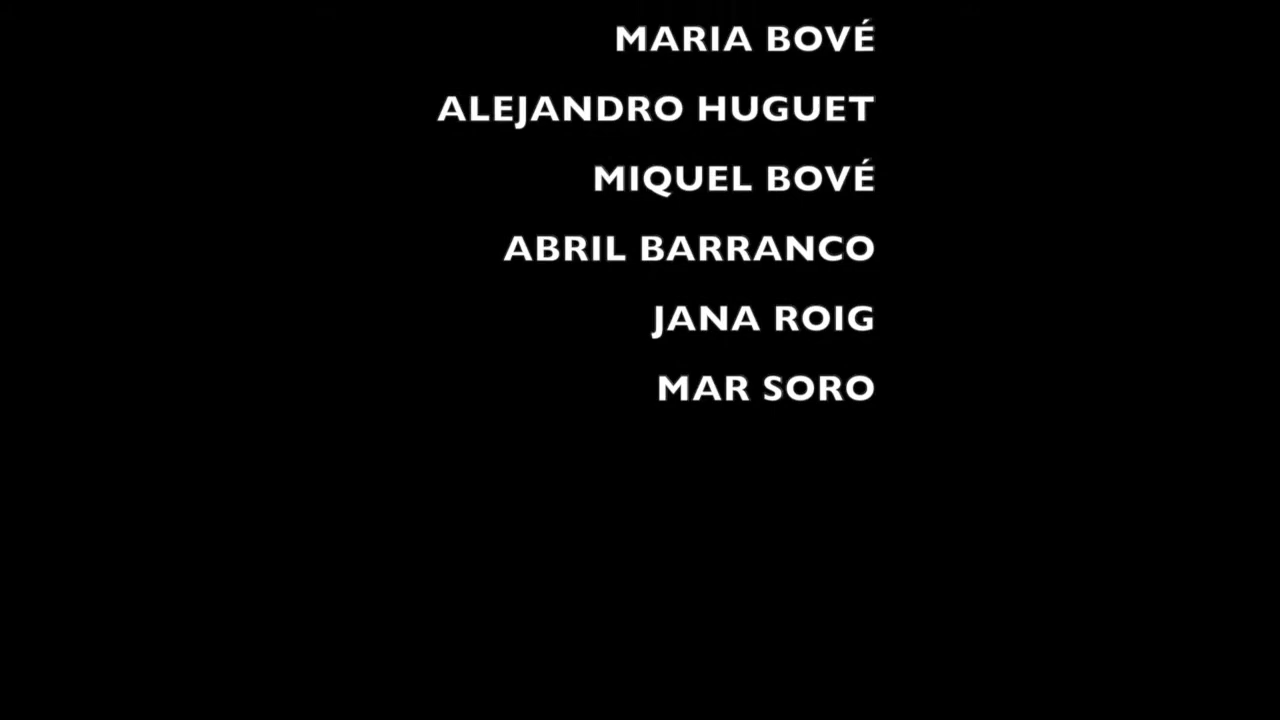 MARIA BOVÉ
ALEJANDRO HUGUET
MIQUEL BOVÉ
ABRIL BARRANCO
JANA ROIG
MAR SORO